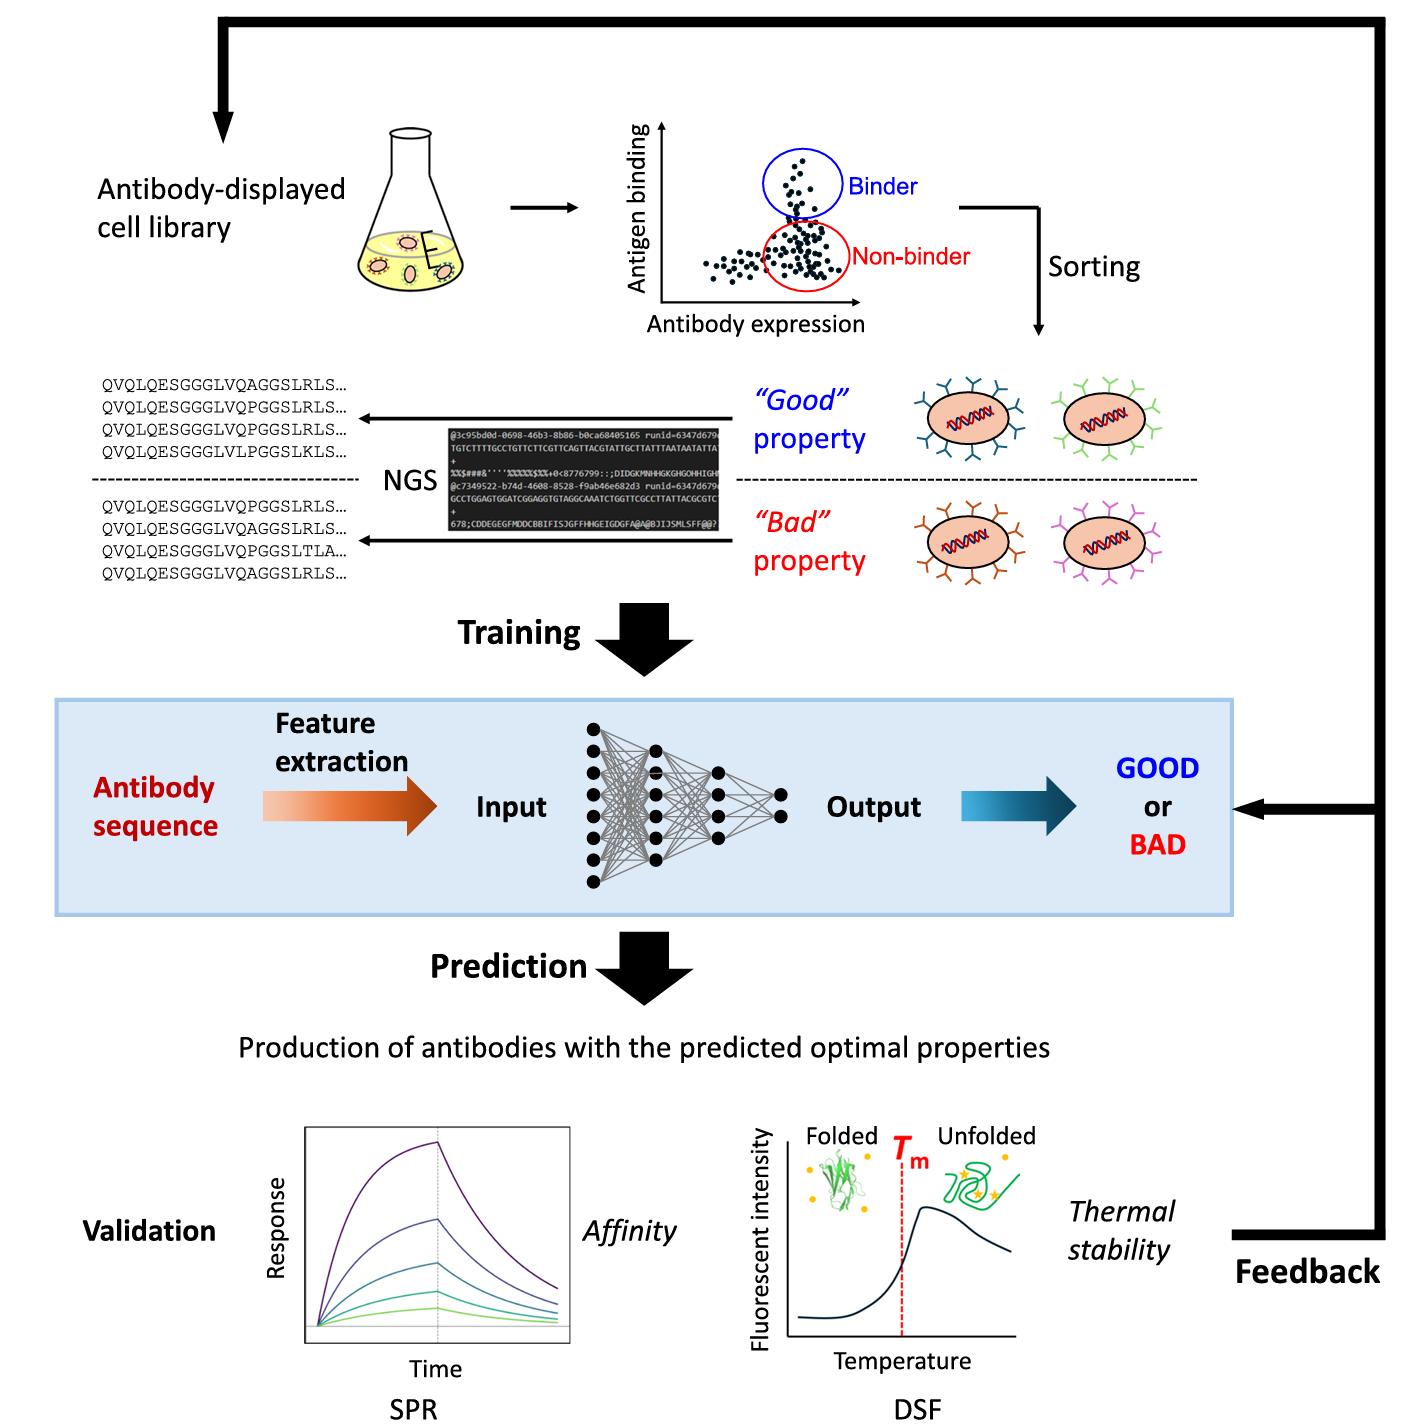 Antibody-displayed
cell library
Antigen binding
Binder
Non-binder
Antibody expression
Sorting
QVQLQESGGGLVQAGGSLRLS…
QVQLQESGGGLVQPGGSLRLS…
QVQLQESGGGLVQPGGSLRLS…
QVQLQESGGGLVLPGGSLKLS…
QVQLQESGGGLVQPGGSLRLS…
QVQLQESGGGLVQAGGSLRLS…
QVQLQESGGGLVQPGGSLTLA…
QVQLQESGGGLVQAGGSLRLS…
NGS
@3c95bd0d-0698-46b3-8b86-b0ca68405165 runid=6347d679
TGTCTTTTGCCTGTTCTTCGTTCAGTTACGTATTGCTTATTTAATAATATTA
+
@c7349522-b74d-4608-8528-f9ab46e682d3 runid=6347d679
GCCTGGAGTGGATCGGAGGTGTAGGCAAATCTGGTTCGCCTTATTACGCGTC
+
678;CDDEGEGFMDDCBBIFISJGFFHHGEIGDGFA@A@BJIJSMLSFF@@?
“Good”
property
“Bad”
property
Training
Feature
extraction
Antibody
sequence
Input
Output
GOOD
or
BAD
Prediction
Production of antibodies with the predicted optimal properties
Validation
Response
Time
SPR
Affinity
Fluorescent intensity
Folded
Tm
Unfolded
Temperature
DSF
Thermal
stability
Feedback